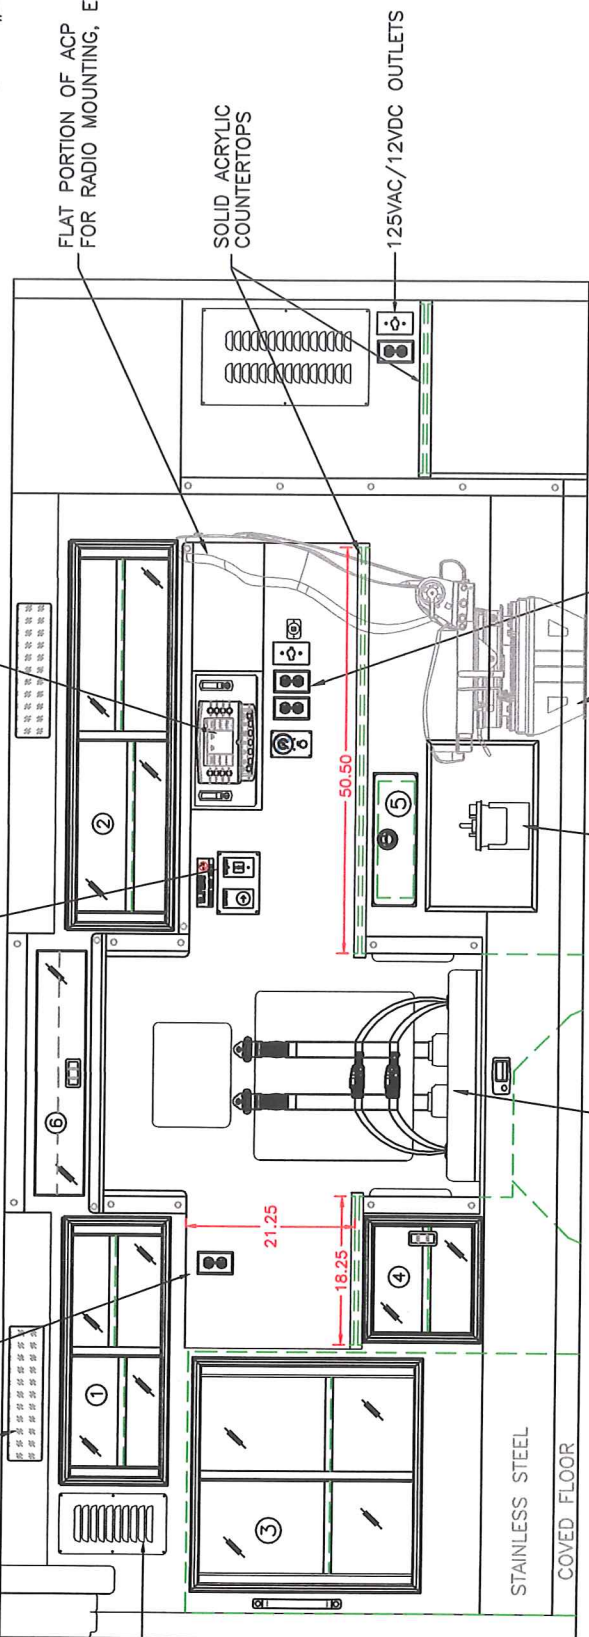 FLAT PORTION OF ACP
FOR RADIO MOUNTING, E
SOLID ACRYLIC
COUNTERTOPS
125VAC/12VDC OUTLETS
6
2
1
21.25
50.50
18.25
5
4
3
STAINLESS STEEL
COVED FLOOR